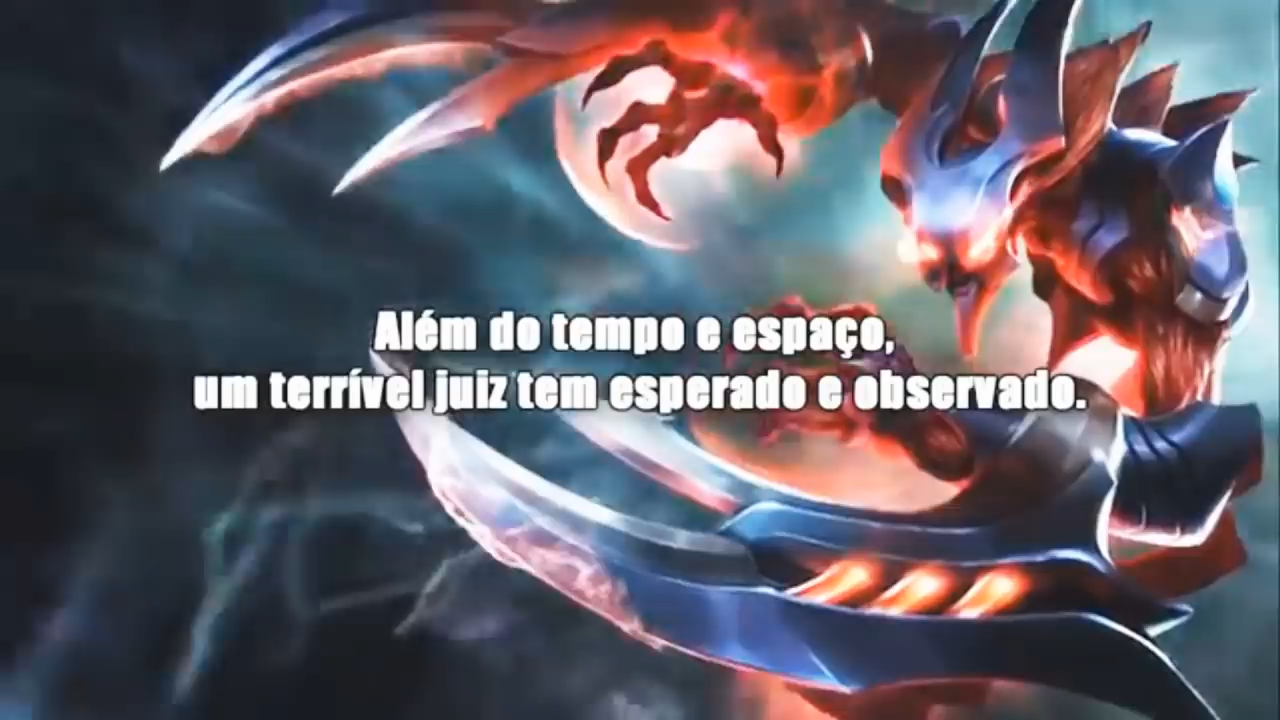 Além do tempo e espaço,
um terrível juiz tem esperado e observado.